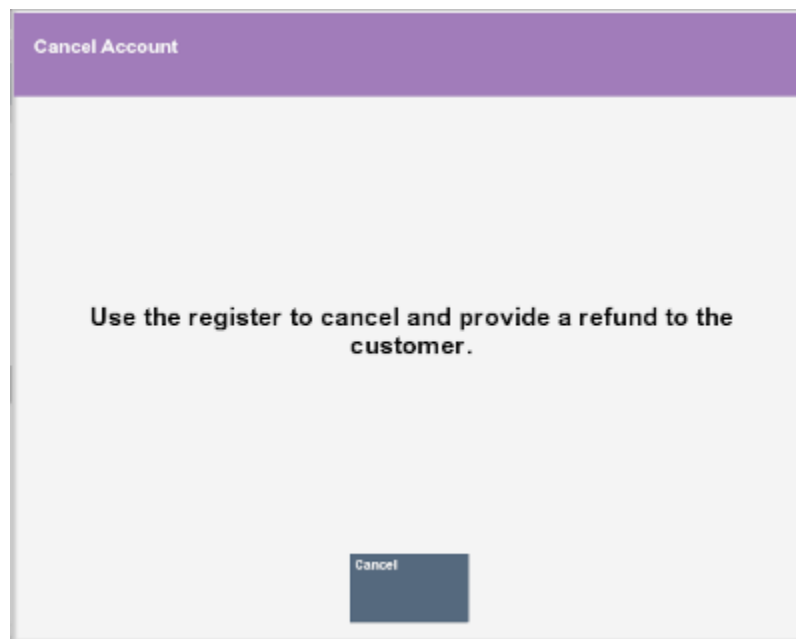 Cancel Account
Use the register to cancel and provide a refund to the
customer.
Cancel